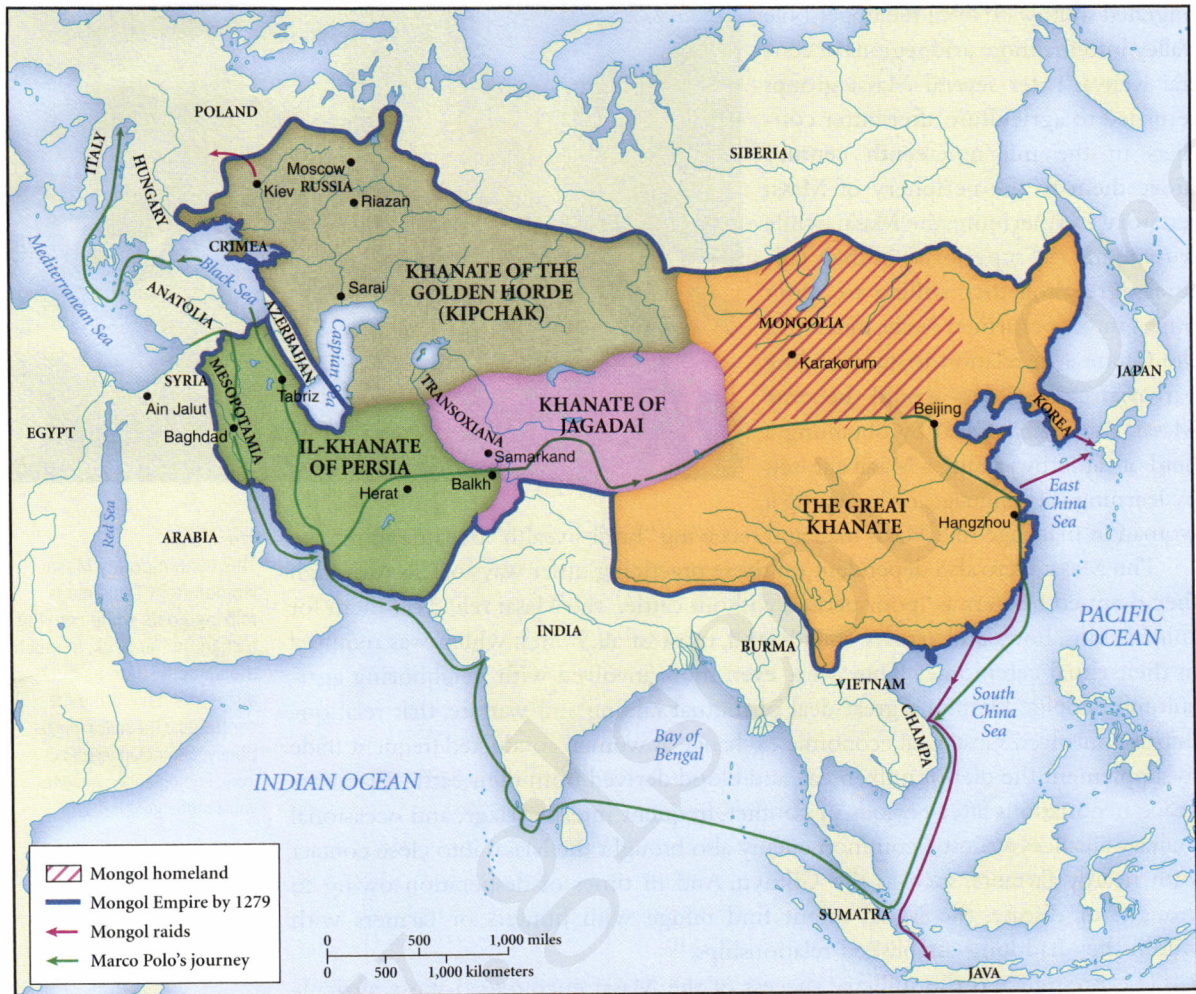 POLAND
ITALY
HUNGARY
Moscow
RUSSIA
Kiev
Riazan
SIBERIA
CRIMEA
Black Sea
Mediterranean Sea
ANATOLIA
AZERBAIJAN
Sarai
Caspian Sea
KHANATE OF THE
GOLDEN HORDE
(KIPCHAK)
MONGOLIA
Karakorum
JAPAN
KOREA
Beijing
SYRIA
MESOPOTAMIA
Tabriz
Ain Jalut
Baghdad
EGYPT
TRANSOXIANA
KHANATE OF
JAGADAI
Samarkand
Balkh
IL-KHANATE
OF PERSIA
Herat
THE GREAT
KHANATE
Hangzhou
East
China
Sea
Red Sea
ARABIA
INDIA
BURMA
VIETNAM
CHAMPA
South
China
Sea
PACIFIC
OCEAN
Bay of
Bengal
INDIAN OCEAN
SUMATRA
JAVA
Mongol homeland
Mongol Empire by 1279
Mongol raids
Marco Polo's journey
0 500 1,000 miles
0 500 1,000 kilometers